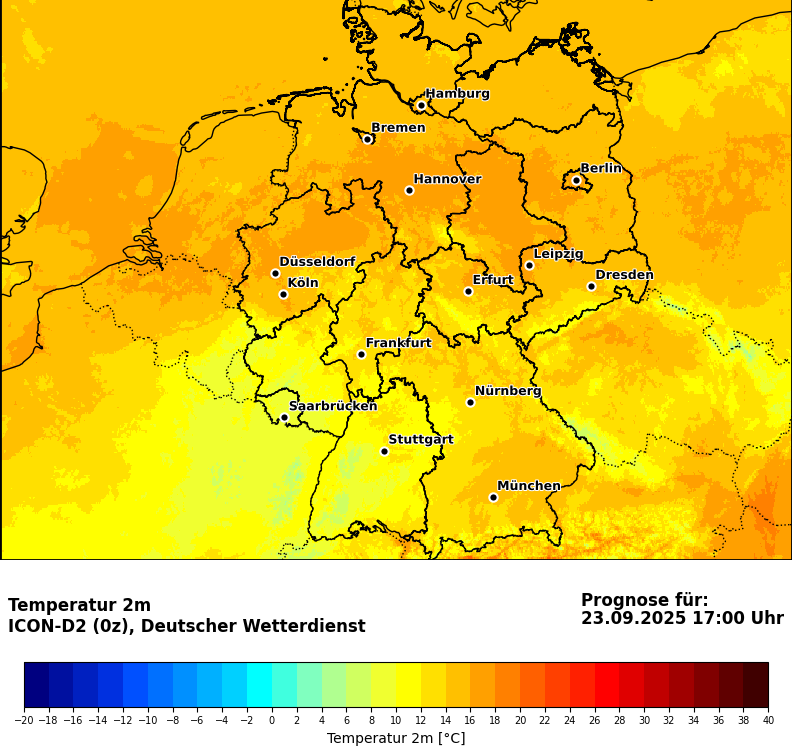 Hamburg
Bremen
Berlin
Hannover
Leipzig
Düsseldorf
Dresden
Köln
Erfurt
Frankfurt
Nürnberg
Saarbrücken
Stuttgart
München
Temperatur 2m
ICON-D2 (0z), Deutscher Wetterdienst
Prognose für:
23.09.2025 17:00 Uhr
−20 −18 −16 −14 −12 −10 −8 −6 −4 −2 0 2 4 6 8 10 12 14 16 18 20 22 24 26 28 30 32 34 36 38 40
Temperatur 2m [°C]